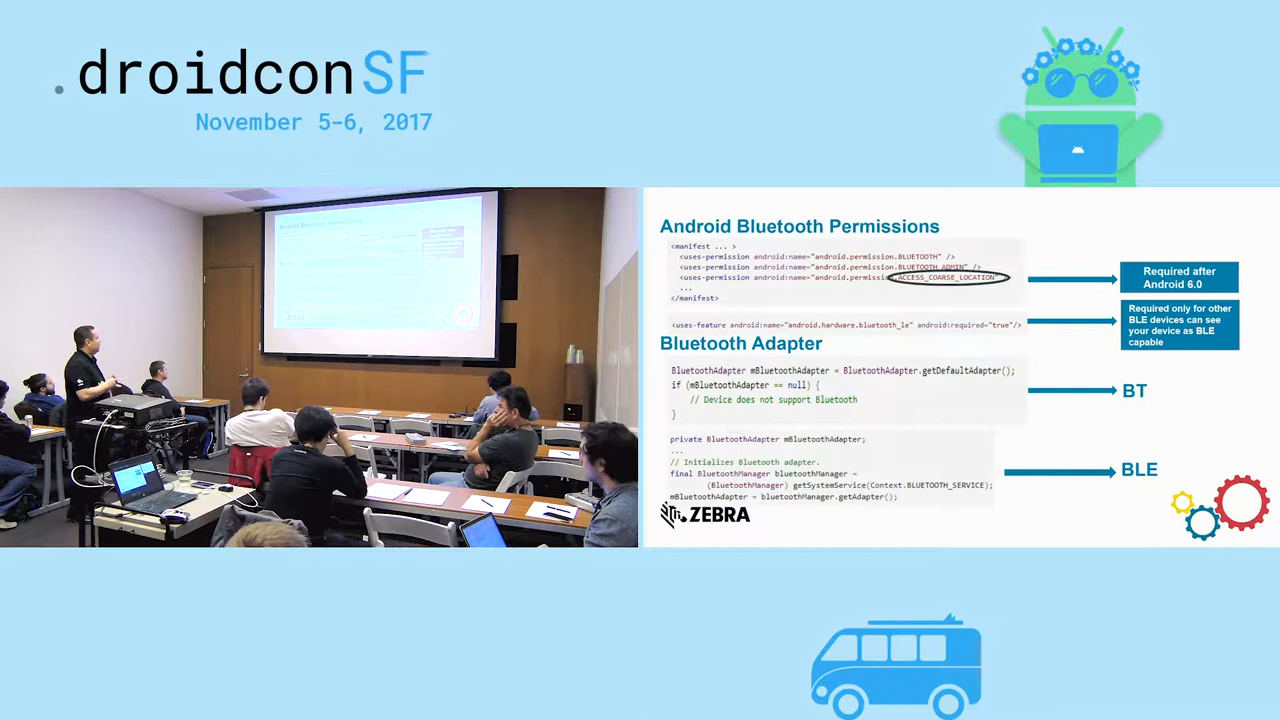 .droidconSF
November 5-6, 2017
Android Bluetooth Permissions
<manifest ... >
<uses-permission android:name="android.permission.BLUETOOTH" />
<uses-permission android:name="android.permission.BLUETOOTH_ADMIN" />
<uses-permission android:name="android.permission.ACCESS_COARSE_LOCATION" />
...
</manifest>
Required after
Android 6.0
<uses-feature android:name="android.hardware.bluetooth_le" android:required="true"/>
Required only for other
BLE devices can see
your device as BLE
capable
Bluetooth Adapter
BluetoothAdapter mBluetoothAdapter = BluetoothAdapter.getDefaultAdapter();
if (mBluetoothAdapter == null) {
// Device does not support Bluetooth
}
BT
private BluetoothAdapter mBluetoothAdapter;
...
// Initializes Bluetooth adapter.
final BluetoothManager bluetoothManager =
(BluetoothManager) getSystemService(Context.BLUETOOTH_SERVICE);
mBluetoothAdapter = bluetoothManager.getAdapter();
BLE
ZEBRA
Android Bluetooth Permissions